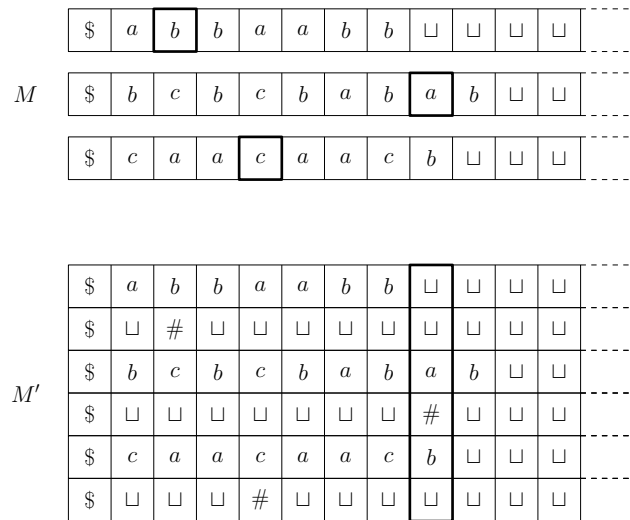 $ a b b a a b b ⊔ ⊔ ⊔ ⊔
M $ b c b c b a b a b ⊔ ⊔
$ c a a c a a c b ⊔ ⊔ ⊔
$ a b b a a b b ⊔ ⊔ ⊔ ⊔
$ ⊔ # ⊔ ⊔ ⊔ ⊔ ⊔ ⊔ ⊔ ⊔ ⊔
$ b c b c b a b a b ⊔ ⊔
M′
$ ⊔ ⊔ ⊔ ⊔ ⊔ ⊔ ⊔ # ⊔ ⊔ ⊔
$ c a a c a a c b ⊔ ⊔ ⊔
$ ⊔ ⊔ ⊔ # ⊔ ⊔ ⊔ ⊔ ⊔ ⊔ ⊔